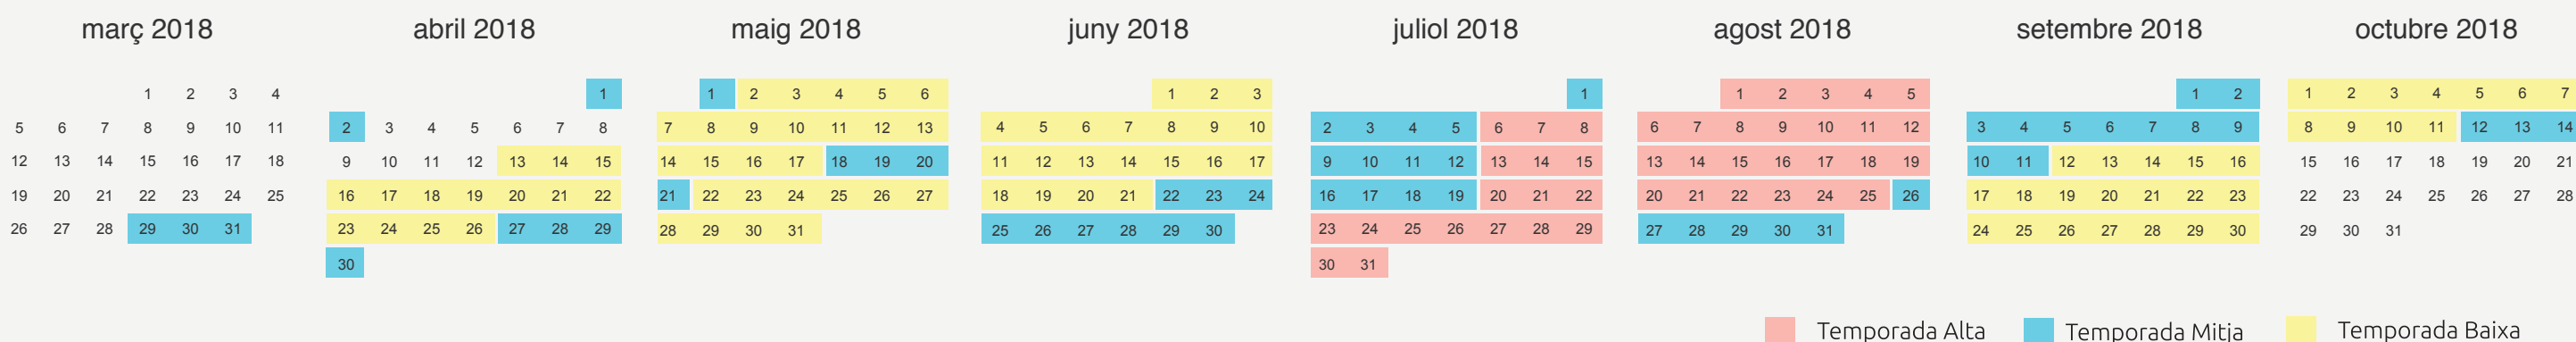 març 2018
1 2 3 4
5 6 7 8 9 10 11
12 13 14 15 16 17 18
19 20 21 22 23 24 25
26 27 28 29 30 31
abril 2018
1
2 3 4 5 6 7 8
9 10 11 12 13 14 15
16 17 18 19 20 21 22
23 24 25 26 27 28 29
30
maig 2018
1 2 3 4 5 6
7 8 9 10 11 12 13
14 15 16 17 18 19 20
21 22 23 24 25 26 27
28 29 30 31
juny 2018
1 2 3
4 5 6 7 8 9 10
11 12 13 14 15 16 17
18 19 20 21 22 23 24
25 26 27 28 29 30
juliol 2018
1
2 3 4 5 6 7 8
9 10 11 12 13 14 15
16 17 18 19 20 21 22
23 24 25 26 27 28 29
30 31
agost 2018
1 2 3 4 5
6 7 8 9 10 11 12
13 14 15 16 17 18 19
20 21 22 23 24 25 26
27 28 29 30 31
setembre 2018
1 2
3 4 5 6 7 8 9
10 11 12 13 14 15 16
17 18 19 20 21 22 23
24 25 26 27 28 29 30
octubre 2018
1 2 3 4 5 6 7
8 9 10 11 12 13 14
15 16 17 18 19 20 21
22 23 24 25 26 27 28
29 30 31
Temporada Alta
Temporada Mitja
Temporada Baixa